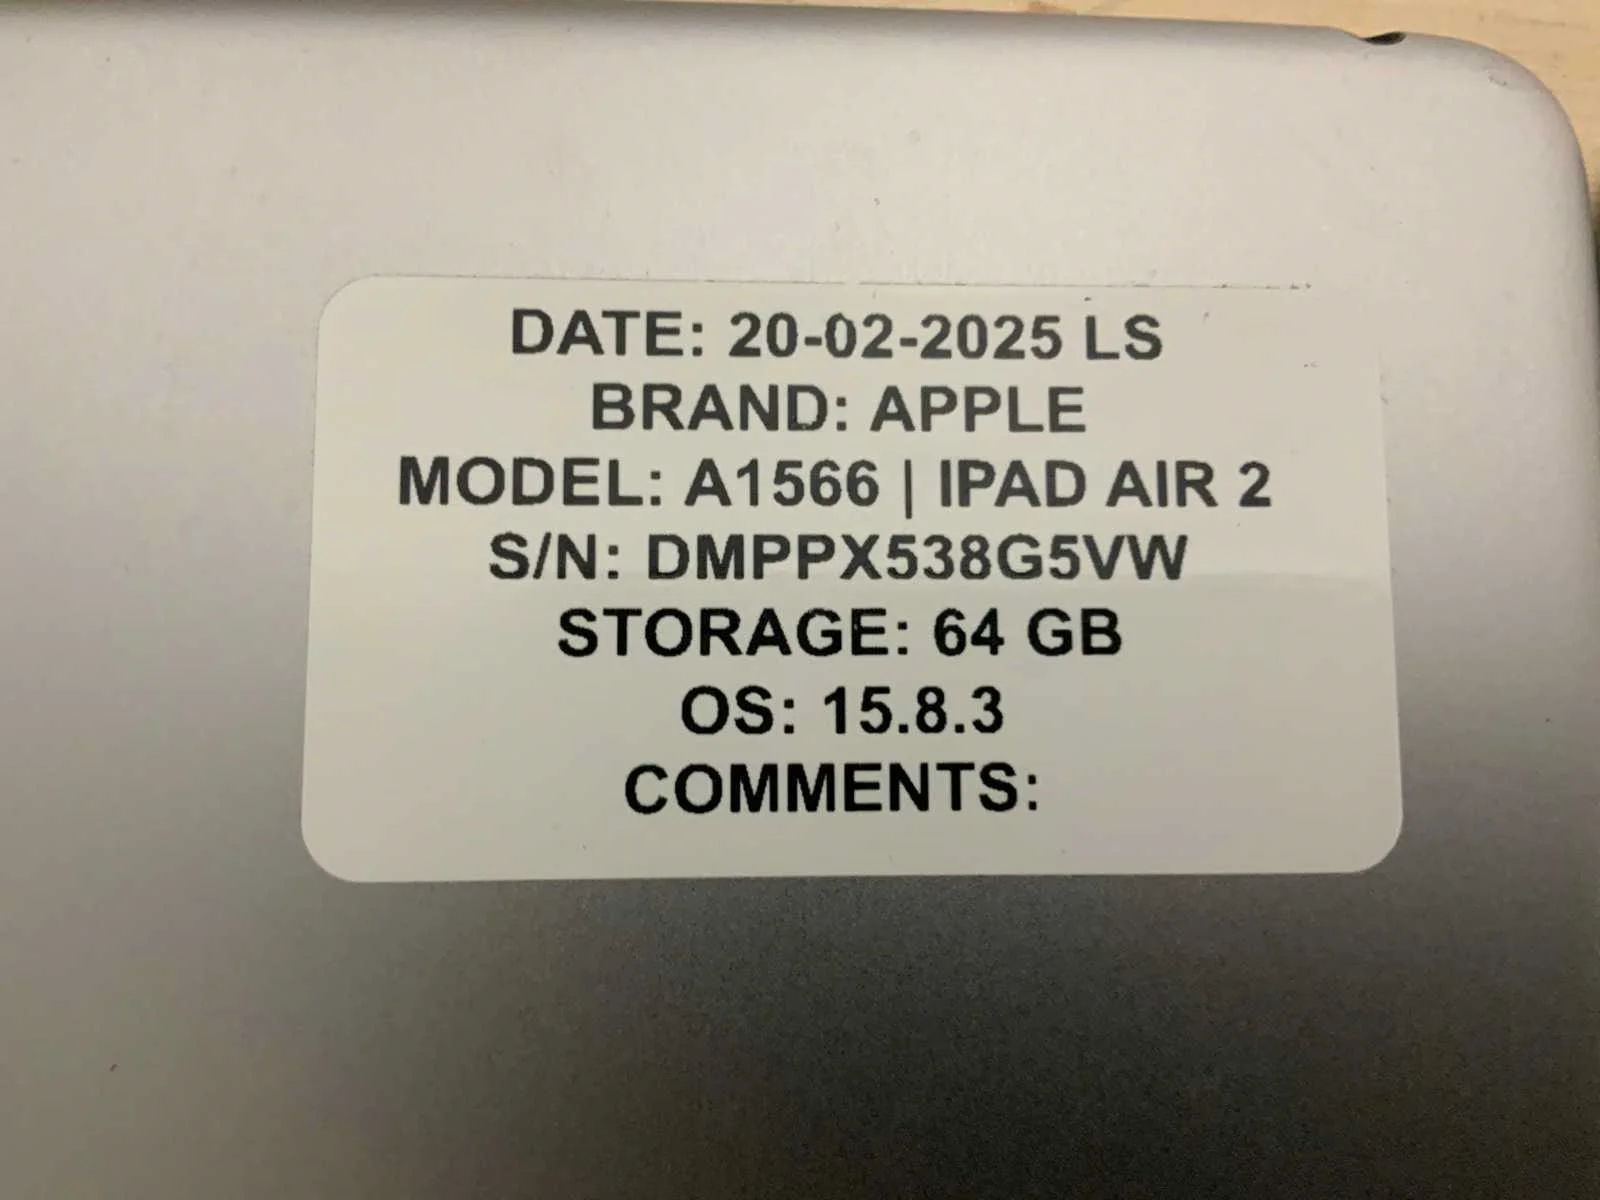 DATE: 20-02-2025 LS
BRAND: APPLE
MODEL: A1566 | IPAD AIR 2
S/N: DMPPX538G5VW
STORAGE: 64 GB
OS: 15.8.3
COMMENTS: